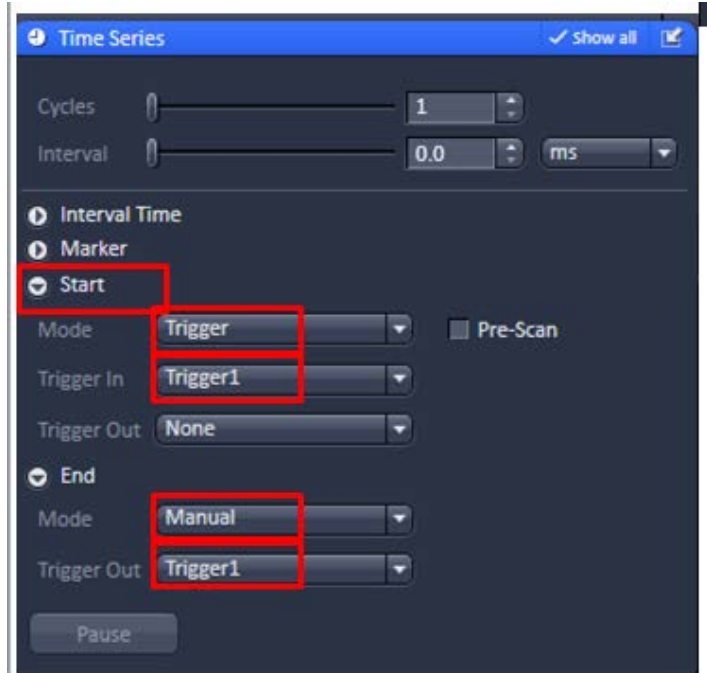 Time Series Show all
Cycles 1
Interval 0.0 ms
Interval Time
Marker
Start
Mode Trigger Pre-Scan
Trigger In Trigger1
Trigger Out None
End
Mode Manual
Trigger Out Trigger1
Pause